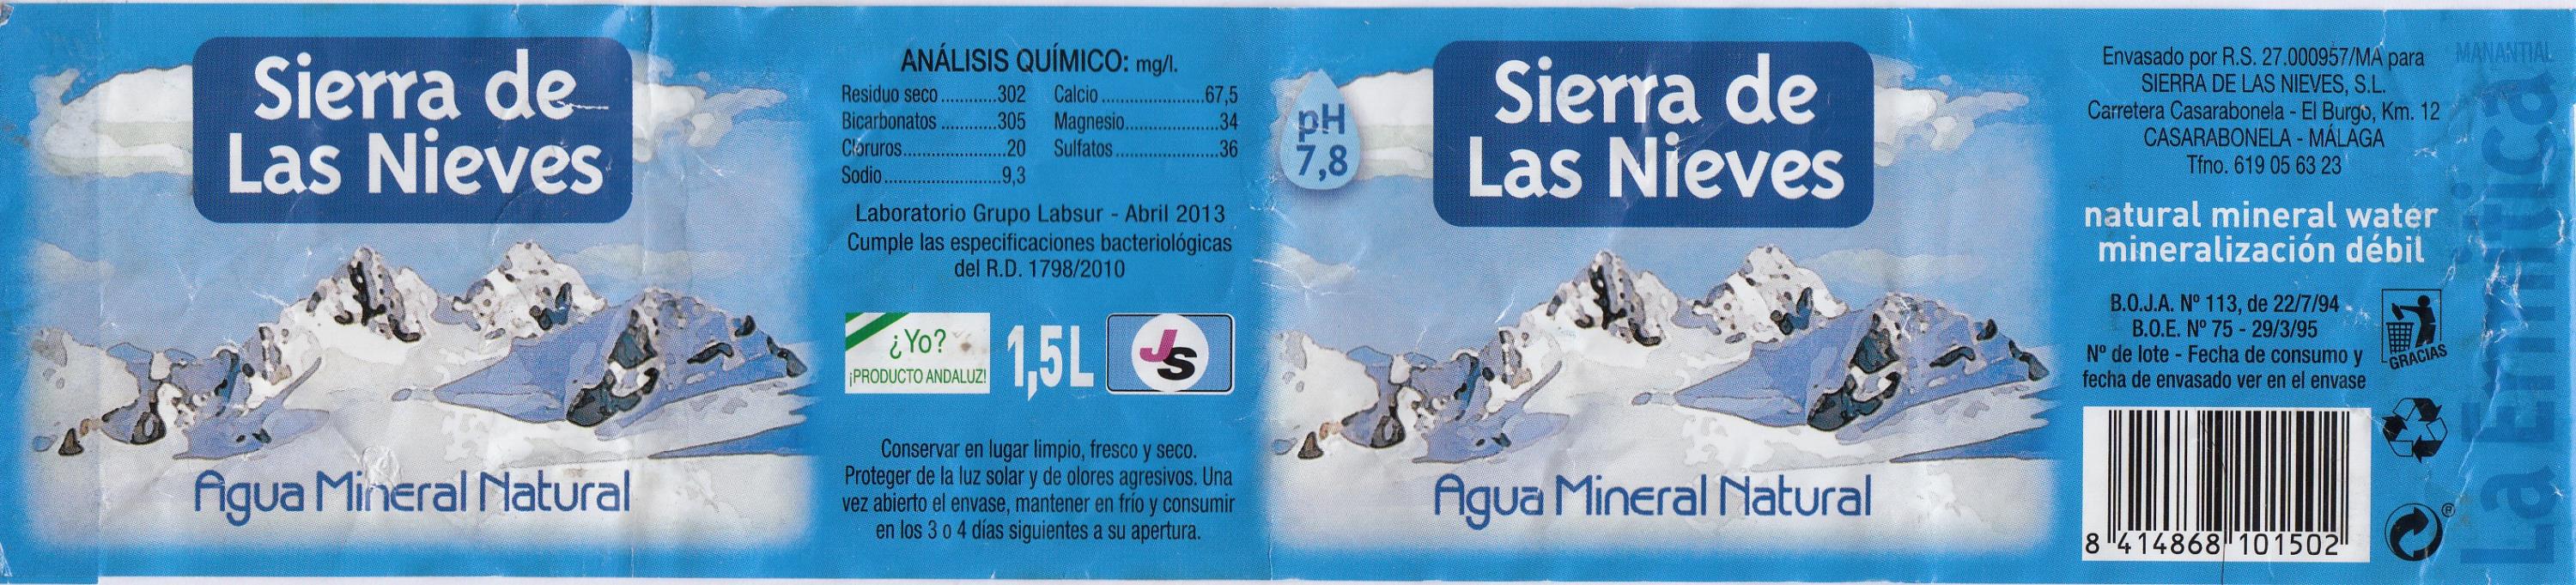 Sierra de
Las Nieves
Agua Mineral Natural
ANÁLISIS QUÍMICO: mg/l.
Residuo seco............302 Calcio......................67,5
Bicarbonatos............305 Magnesio....................34
Cloruros......................20 Sulfatos......................36
Sodio.........................9,3
Laboratorio Grupo Labsur - Abril 2013
Cumple las especificaciones bacteriológicas
del R.D. 1798/2010
¿Yo?
¡PRODUCTO ANDALUZ!
1,5L
JS
Conservar en lugar limpio, fresco y seco.
Proteger de la luz solar y de olores agresivos. Una
vez abierto el envase, mantener en frío y consumir
en los 3 o 4 días siguientes a su apertura.
pH
7,8
Sierra de
Las Nieves
Agua Mineral Natural
Envasado por R.S. 27.000957/MA para
SIERRA DE LAS NIEVES, S.L.
Carretera Casarabonela - El Burgo, Km. 12
CASARABONELA - MÁLAGA
Tfno. 619 05 63 23
natural mineral water
mineralización débil
B.O.J.A. Nº 113, de 22/7/94
B.O.E. Nº 75 - 29/3/95
Nº de lote - Fecha de consumo y
fecha de envasado ver en el envase
GRACIAS
8 414868 101502
®
MANANTIAL
La Ermitica